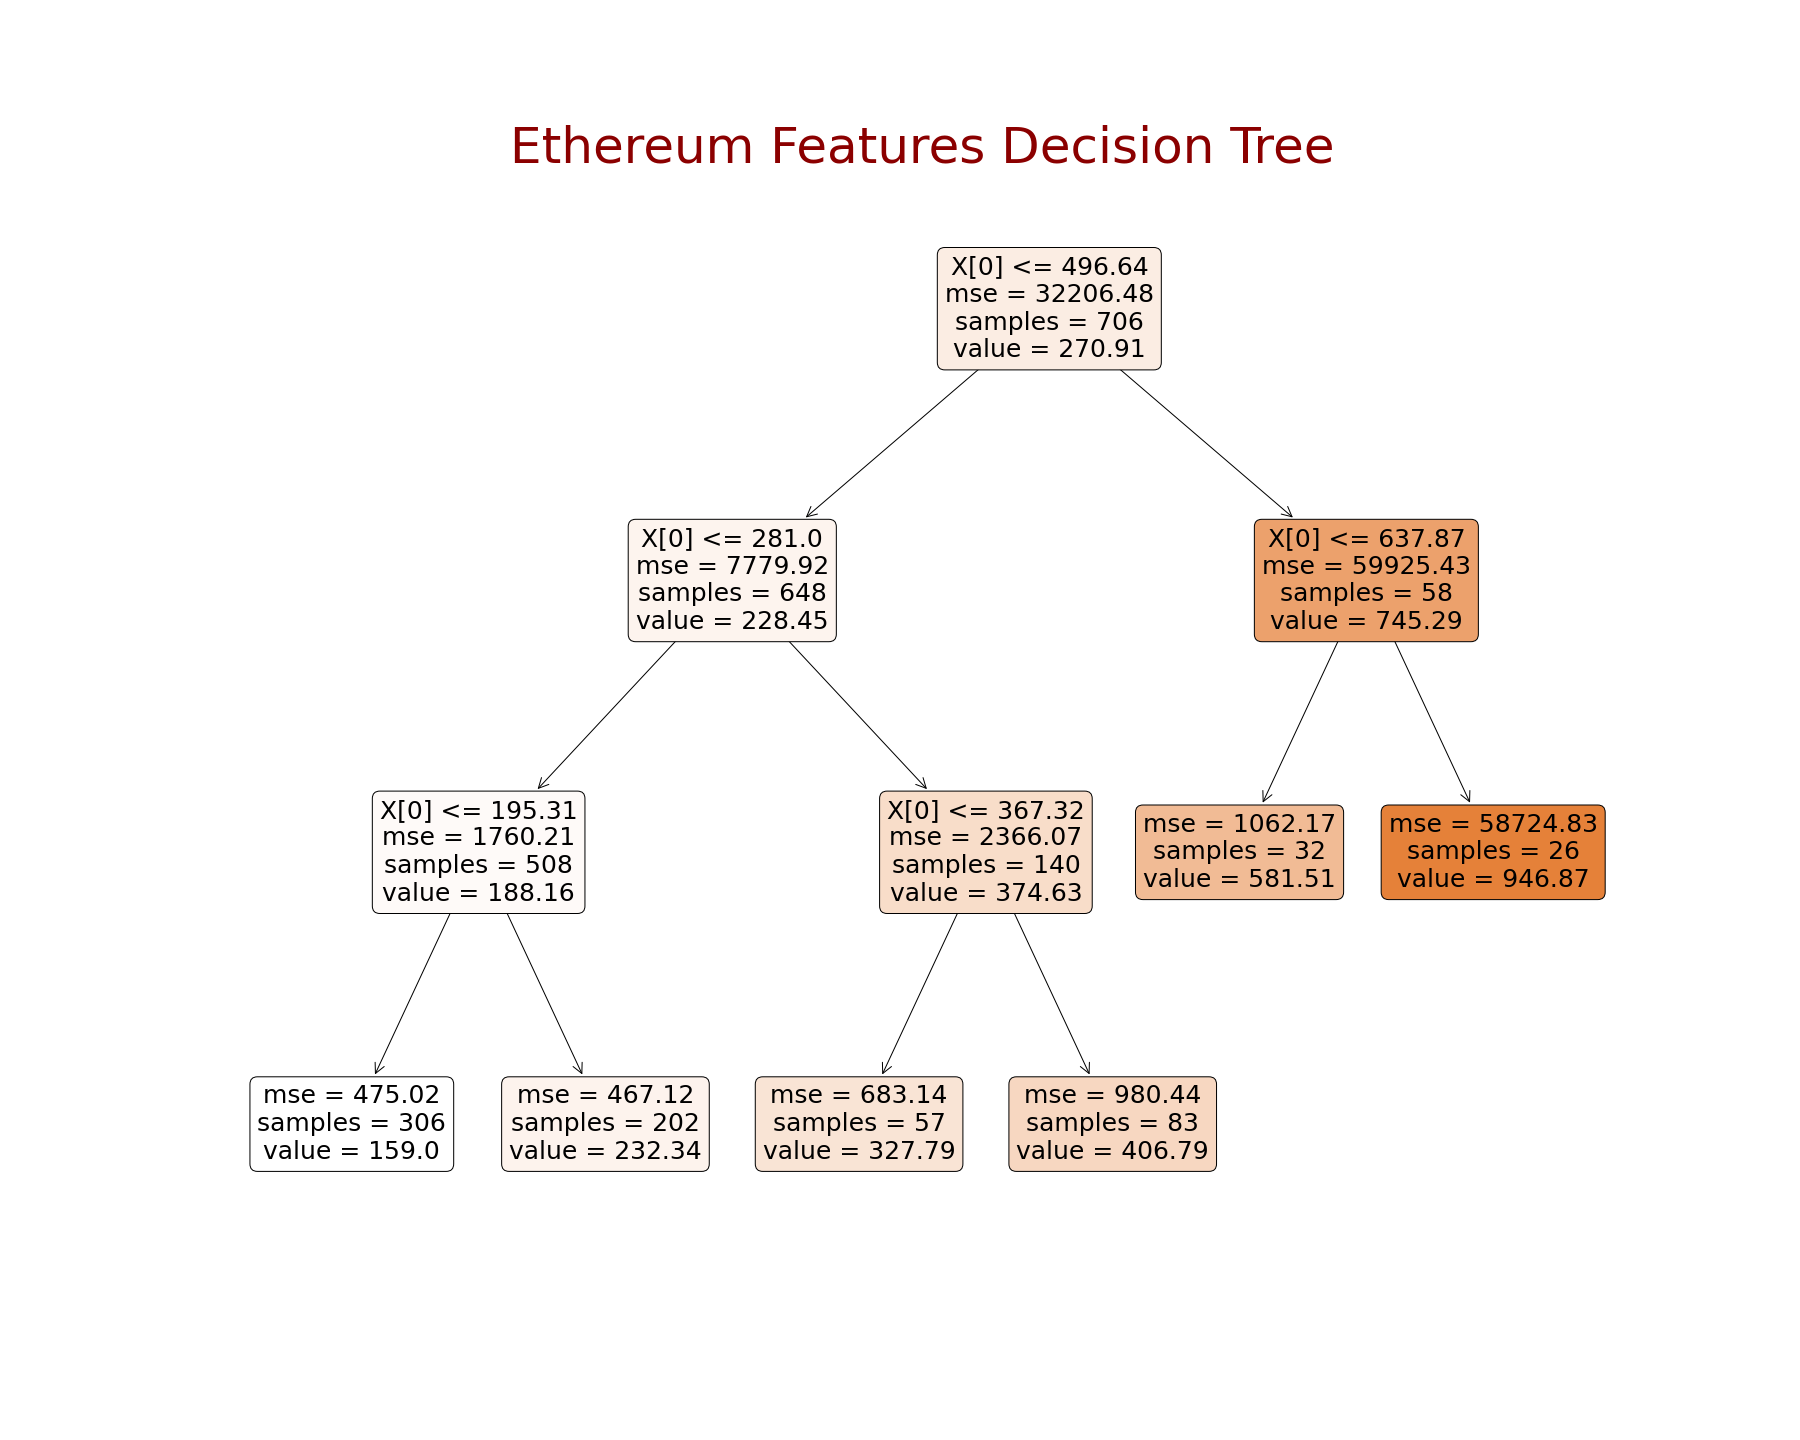 Ethereum Features Decision Tree
X[0] <= 496.64
mse = 32206.48
samples = 706
value = 270.91
X[0] <= 281.0
mse = 7779.92
samples = 648
value = 228.45
X[0] <= 637.87
mse = 59925.43
samples = 58
value = 745.29
X[0] <= 195.31
mse = 1760.21
samples = 508
value = 188.16
X[0] <= 367.32
mse = 2366.07
samples = 140
value = 374.63
mse = 1062.17
samples = 32
value = 581.51
mse = 58724.83
samples = 26
value = 946.87
mse = 475.02
samples = 306
value = 159.0
mse = 467.12
samples = 202
value = 232.34
mse = 683.14
samples = 57
value = 327.79
mse = 980.44
samples = 83
value = 406.79